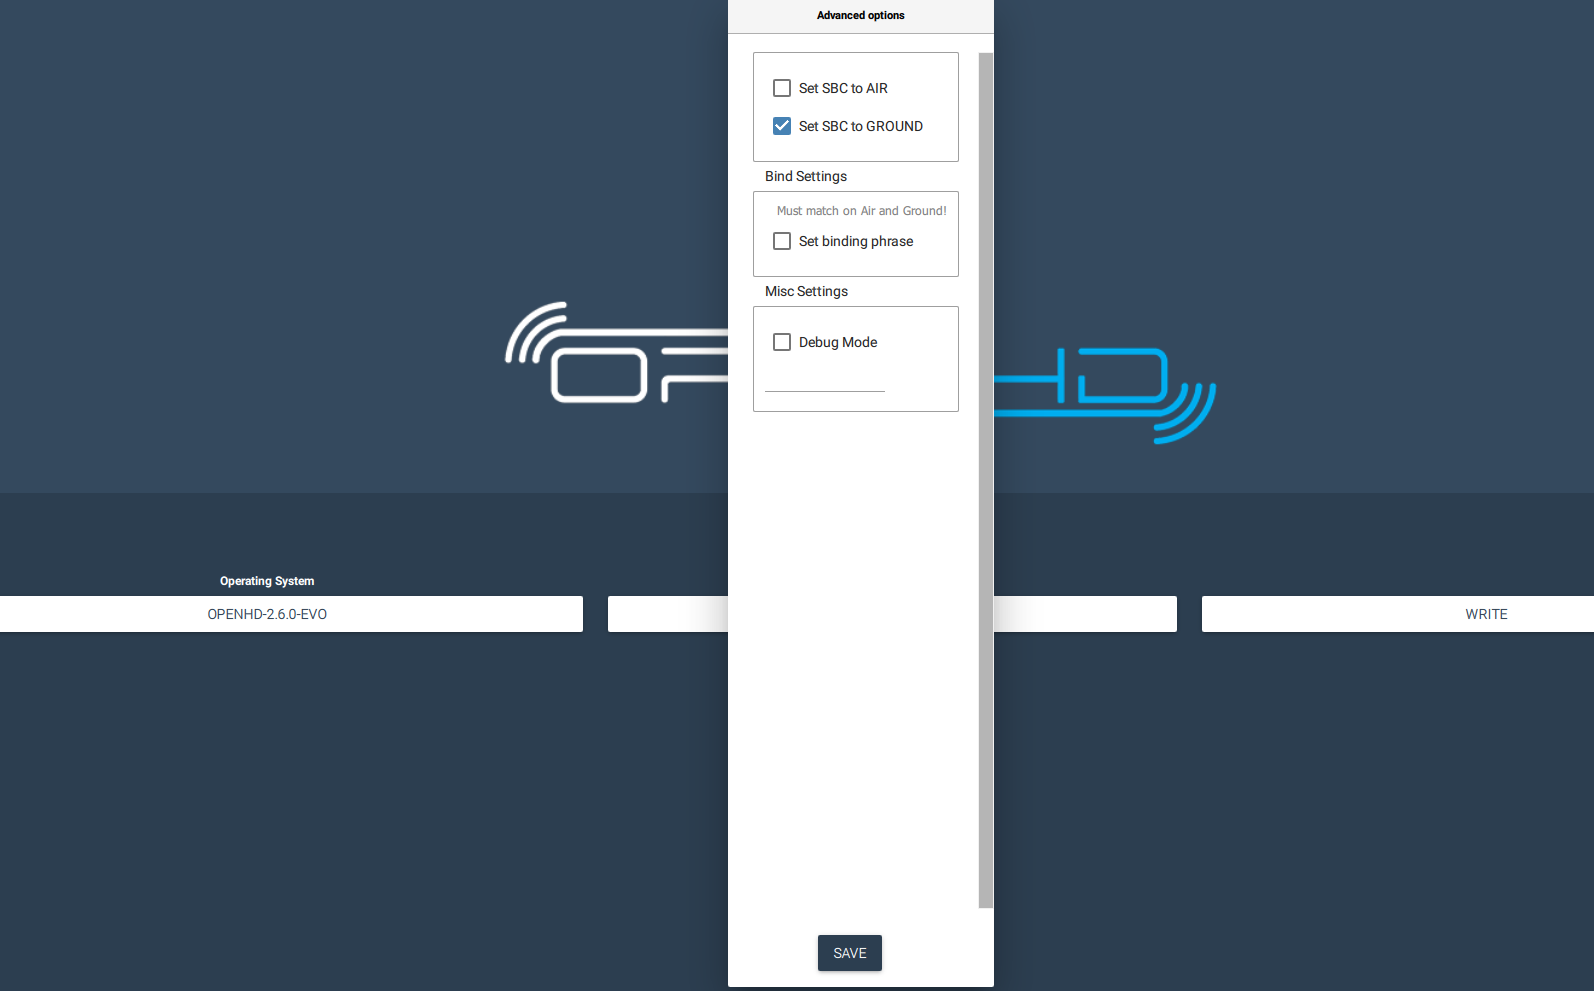 Advanced options
Set SBC to AIR
Set SBC to GROUND
Bind Settings
Must match on Air and Ground!
Set binding phrase
Misc Settings
Debug Mode
Operating System
OPENHD-2.6.0-EVO
WRITE
SAVE